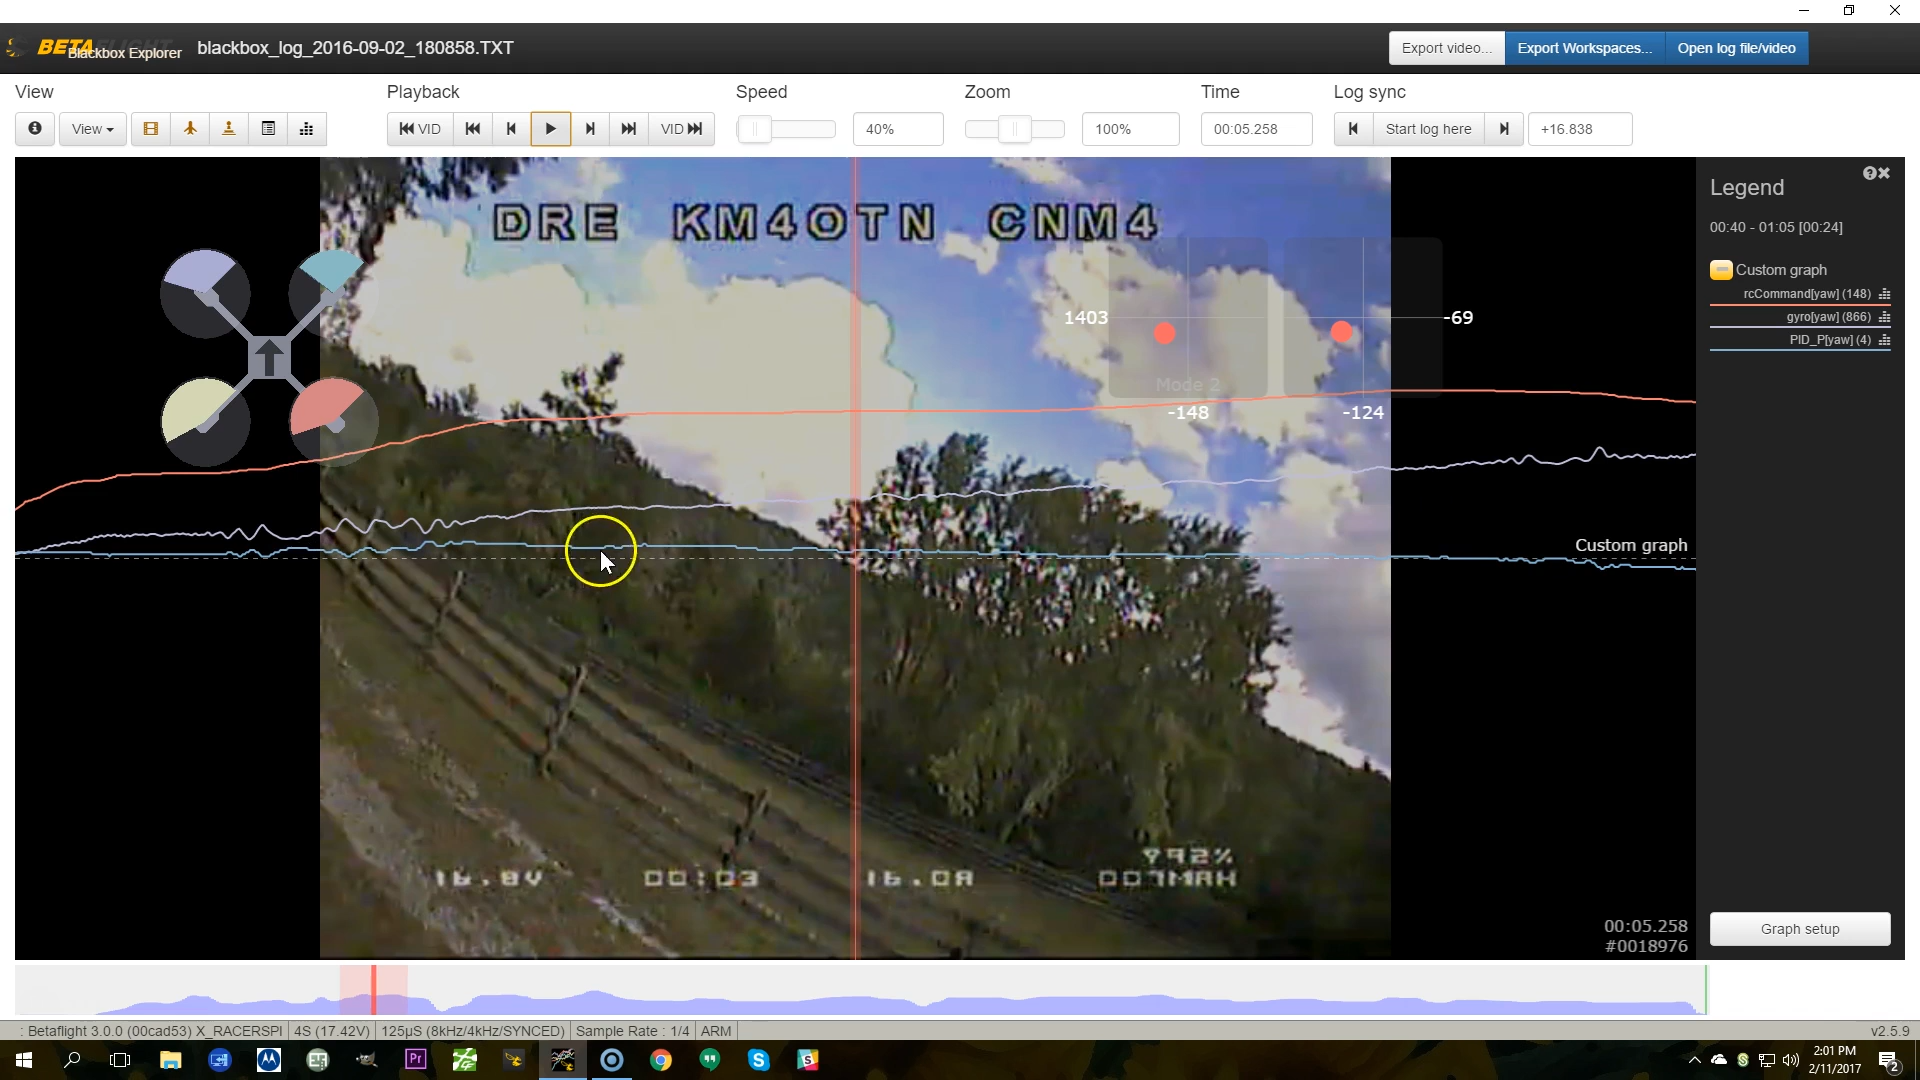 BETAFLIGHT
Blackbox Explorer
blackbox_log_2016-09-02_180858.TXT
Export video...
Export Workspaces...
Open log file/video
View
Playback
Speed
Zoom
Time
Log sync
View
VID
VID
40%
100%
00:05.258
Start log here
+16.838
DRE KM4OTN CNM4
Legend
00:40 - 01:05 [00:24]
Custom graph
rcCommand[yaw] (148)
gyro[yaw] (866)
PID_P[yaw] (4)
1403
-69
Mode 2
-148
-124
Custom graph
16.8V
00:03
16.0A
007MAH
00:05.258
#0018976
Graph setup
: Betaflight 3.0.0 (00cad53) X_RACERSPI
4S (17.42V)
125µS (8kHz/4kHz/SYNCED)
Sample Rate : 1/4
ARM
v2.5.9
Pr
2:01 PM
2/11/2017
2